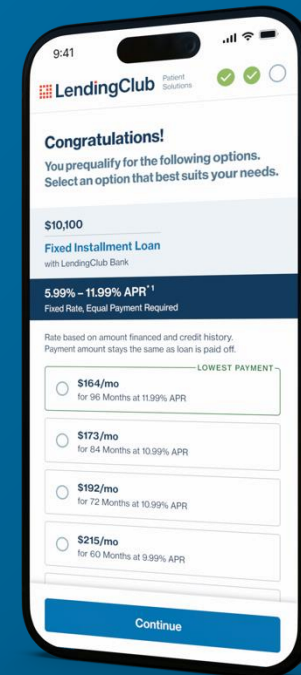 9:41
LendingClub Patient Solutions
Congratulations!
You prequalify for the following options.
Select an option that best suits your needs.
$10,100
Fixed Installment Loan
with LendingClub Bank
5.99% – 11.99% APR*1
Fixed Rate, Equal Payment Required
Rate based on amount financed and credit history.
Payment amount stays the same as loan is paid off.
LOWEST PAYMENT
$164/mo
for 96 Months at 11.99% APR
$173/mo
for 84 Months at 10.99% APR
$192/mo
for 72 Months at 10.99% APR
$215/mo
for 60 Months at 9.99% APR
Continue